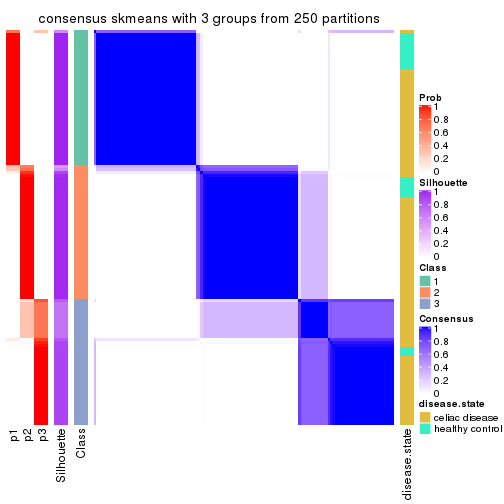 consensus skmeans with 3 groups from 250 partitions
Prob
1
0.8
0.6
0.4
0.2
0
Silhouette
1
0.8
0.6
0.4
0.2
0
Class
1
2
3
Consensus
1
0.8
0.6
0.4
0.2
0
disease.state
celiac disease
healthy control
p1
p2
p3
Silhouette
Class
disease.state